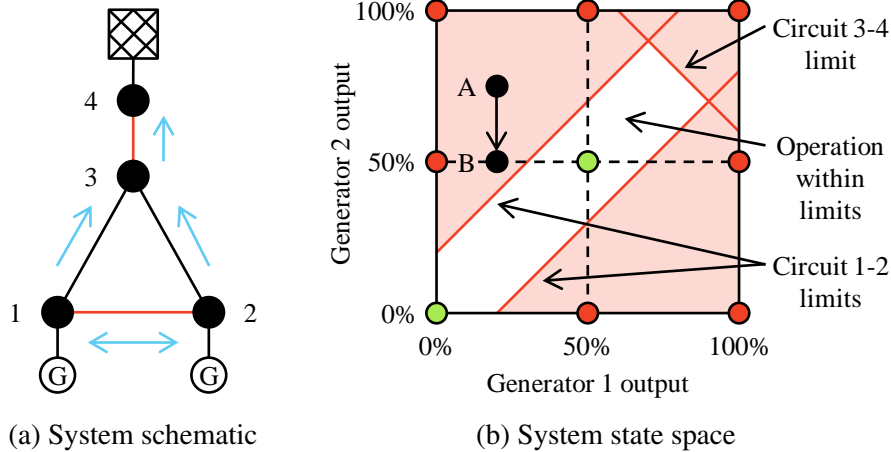 4
3
1
2
G
G
(a) System schematic
100%
50%
0%
Generator 2 output
A
B
0%
50%
100%
Generator 1 output
Circuit 3-4
limit
Operation
within
limits
Circuit 1-2
limits
(b) System state space